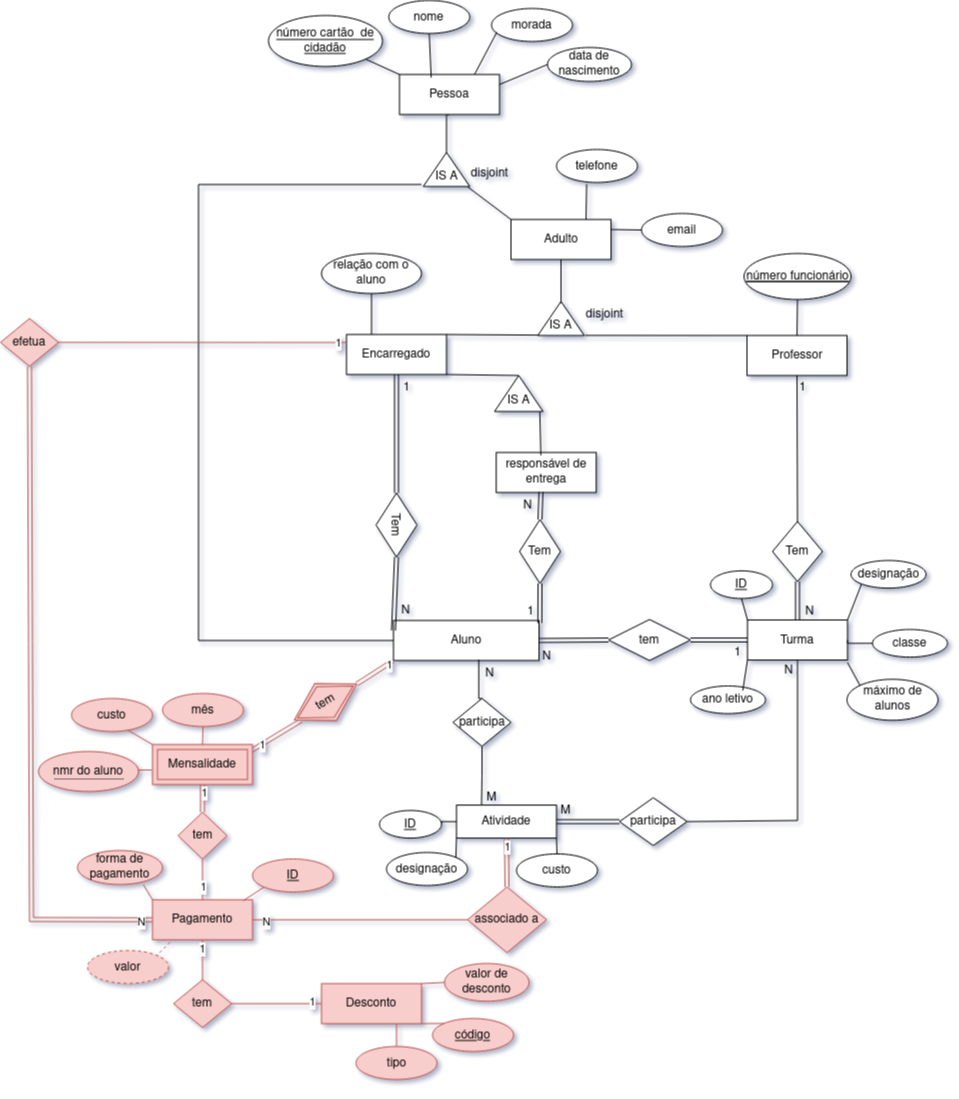 nome
número cartão de
cidadão
morada
data de
nascimento
Pessoa
IS A
disjoint
telefone
Adulto
email
relação com o
aluno
número funcionário
IS A
disjoint
efetua
1
Encarregado
Professor
1
1
IS A
responsável de
entrega
N
Tem
Tem
Tem
ID
designação
N
1
N
Aluno
tem
Turma
classe
N
1
1
N
N
ano letivo
máximo de
alunos
tem
mês
custo
participa
1
Mensalidade
nmr do aluno
1
M
M
ID
Atividade
participa
tem
1
designação
custo
forma de
pagamento
ID
1
Pagamento
N
N
associado a
1
valor
valor de
desconto
tem
1
Desconto
código
tipo